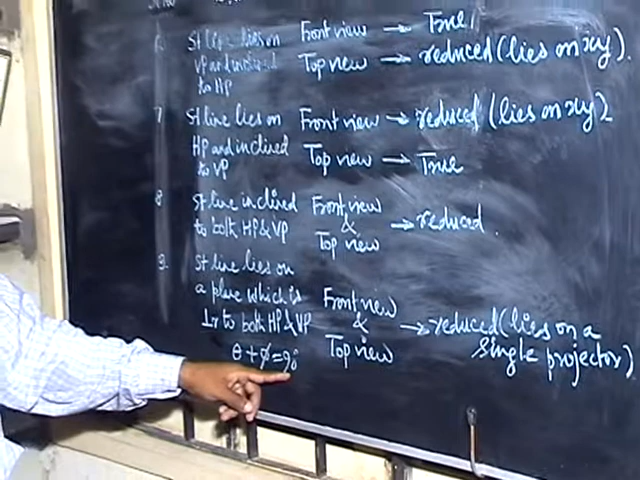 6. St line lies on Front view → True
VP and inclined Top view → reduced (lies on xy).
to HP
7 St line lies on Front view → reduced (lies on xy)
HP and inclined Top view → True
to VP
8 St line inclined Front view
to both HP & VP & → reduced.
Top view
9. St line lies on
a plane which is Front view
⊥r to both HP & VP & → reduced (lies on a
θ + φ = 90° Top view single projector)